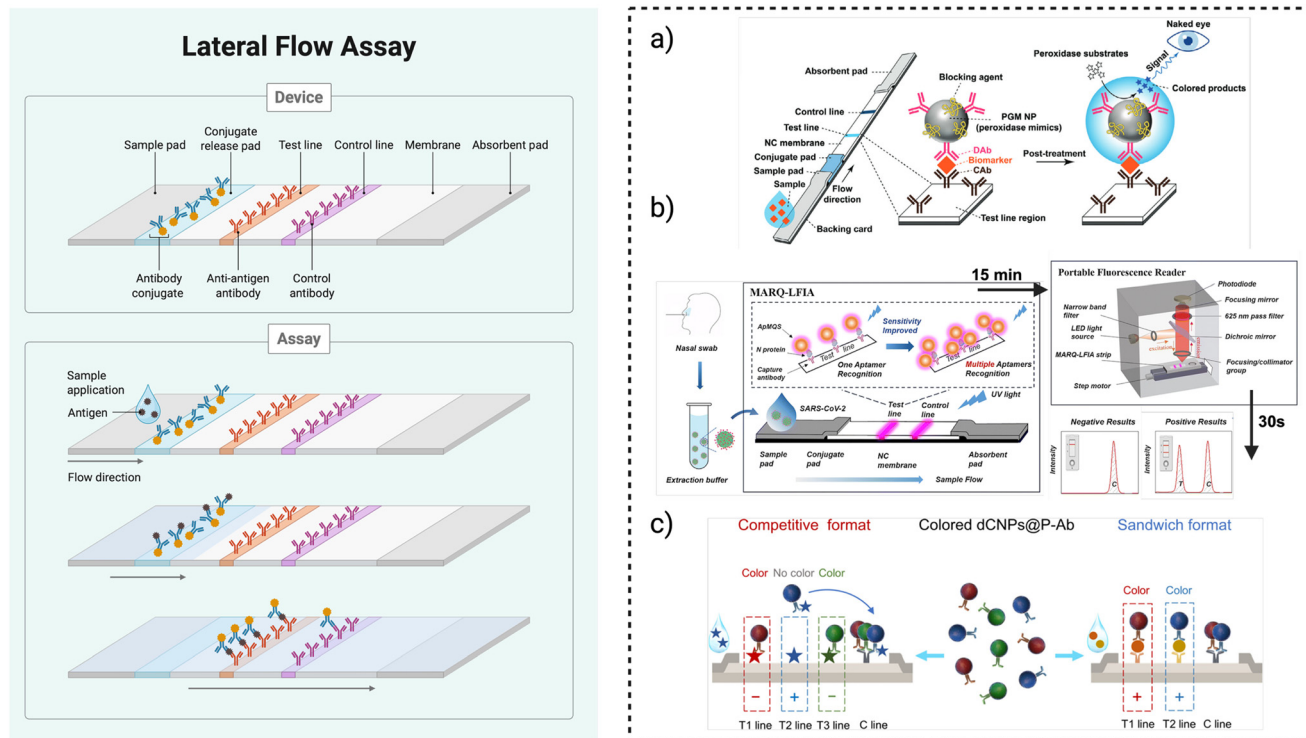 Lateral Flow Assay
Device
Sample pad
Conjugate
release pad
Test line
Control line
Membrane
Absorbent pad
Antibody
conjugate
Anti-antigen
antibody
Control
antibody
Assay
Sample
application
Antigen
Flow direction
a)
Absorbent pad
Control line
Test line
NC membrane
Conjugate pad
Sample pad
Sample
Flow
direction
Backing card
Blocking agent
PGM NP
(peroxidase mimics)
DAb
Biomarker
CAb
Test line region
Post-treatment
Peroxidase substrates
Signal
Naked eye
Colored products
b)
Nasal swab
Extraction buffer
MARQ-LFIA
ApMQS
N protein
Capture
antibody
Test line
One Aptamer
Recognition
Sensitivity
Improved
Test line
Multiple Aptamers
Recognition
SARS-CoV-2
Test
line
Control
line
UV light
Sample
pad
Conjugate
pad
NC
membrane
Absorbent
pad
Sample Flow
15 min
Portable Fluorescence Reader
Photodiode
Focusing mirror
625 nm pass filter
Narrow band
filter
LED light
source
Dichroic mirror
MARQ-LFIA strip
Focusing/collimator
group
Step motor
30s
Negative Results
Intensity
C
Positive Results
Intensity
T
C
c)
Competitive format
Colored dCNPs@P-Ab
Sandwich format
Color
No color
Color
Color
Color
−
+
−
+
+
T1 line
T2 line
T3 line
C line
T1 line
T2 line
C line